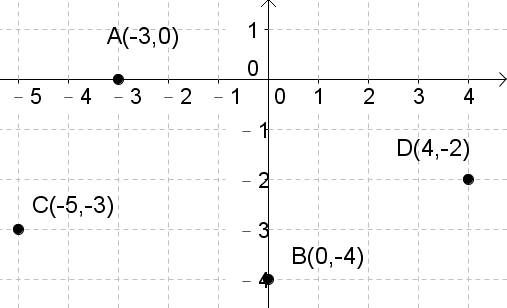 1
A(-3,0)
0
-5 -4 -3 -2 -1 0 1 2 3 4
-1
D(4,-2)
-2
C(-5,-3)
-3
B(0,-4)
-4